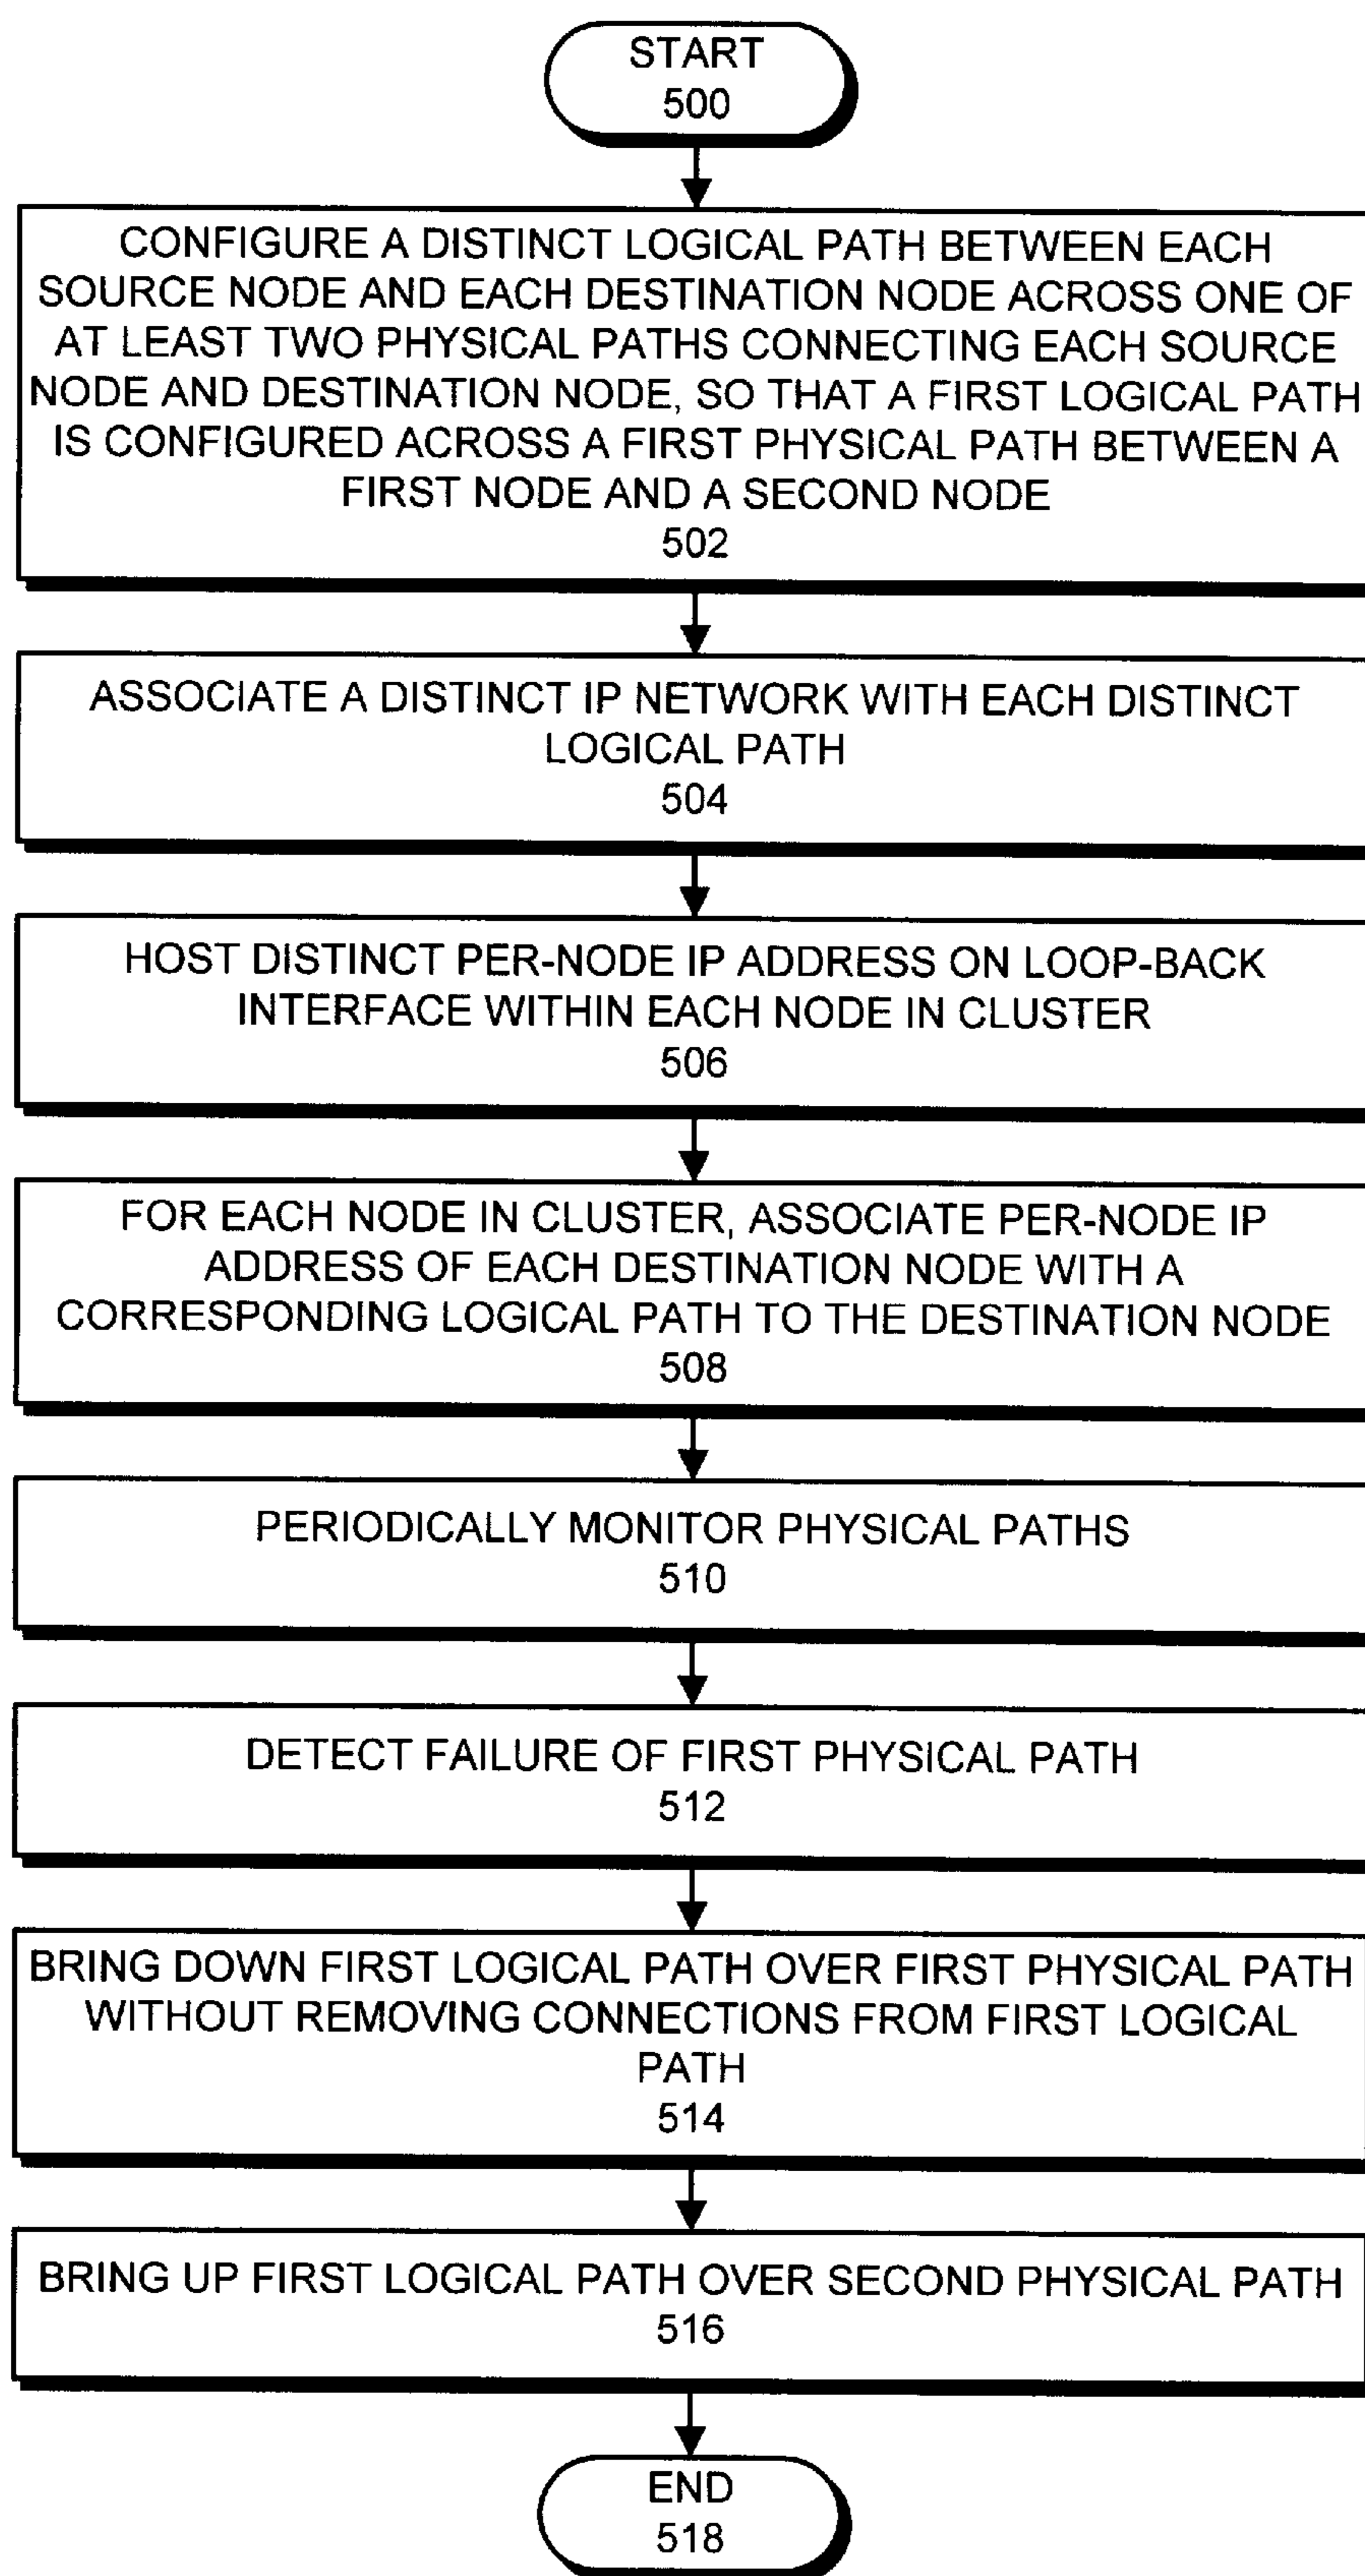 START
500
CONFIGURE A DISTINCT LOGICAL PATH BETWEEN EACH
SOURCE NODE AND EACH DESTINATION NODE ACROSS ONE OF
AT LEAST TWO PHYSICAL PATHS CONNECTING EACH SOURCE
NODE AND DESTINATION NODE, SO THAT A FIRST LOGICAL PATH
IS CONFIGURED ACROSS A FIRST PHYSICAL PATH BETWEEN A
FIRST NODE AND A SECOND NODE
502
ASSOCIATE A DISTINCT IP NETWORK WITH EACH DISTINCT
LOGICAL PATH
504
HOST DISTINCT PER-NODE IP ADDRESS ON LOOP-BACK
INTERFACE WITHIN EACH NODE IN CLUSTER
506
FOR EACH NODE IN CLUSTER, ASSOCIATE PER-NODE IP
ADDRESS OF EACH DESTINATION NODE WITH A
CORRESPONDING LOGICAL PATH TO THE DESTINATION NODE
508
PERIODICALLY MONITOR PHYSICAL PATHS
510
DETECT FAILURE OF FIRST PHYSICAL PATH
512
BRING DOWN FIRST LOGICAL PATH OVER FIRST PHYSICAL PATH
WITHOUT REMOVING CONNECTIONS FROM FIRST LOGICAL
PATH
514
BRING UP FIRST LOGICAL PATH OVER SECOND PHYSICAL PATH
516
END
518